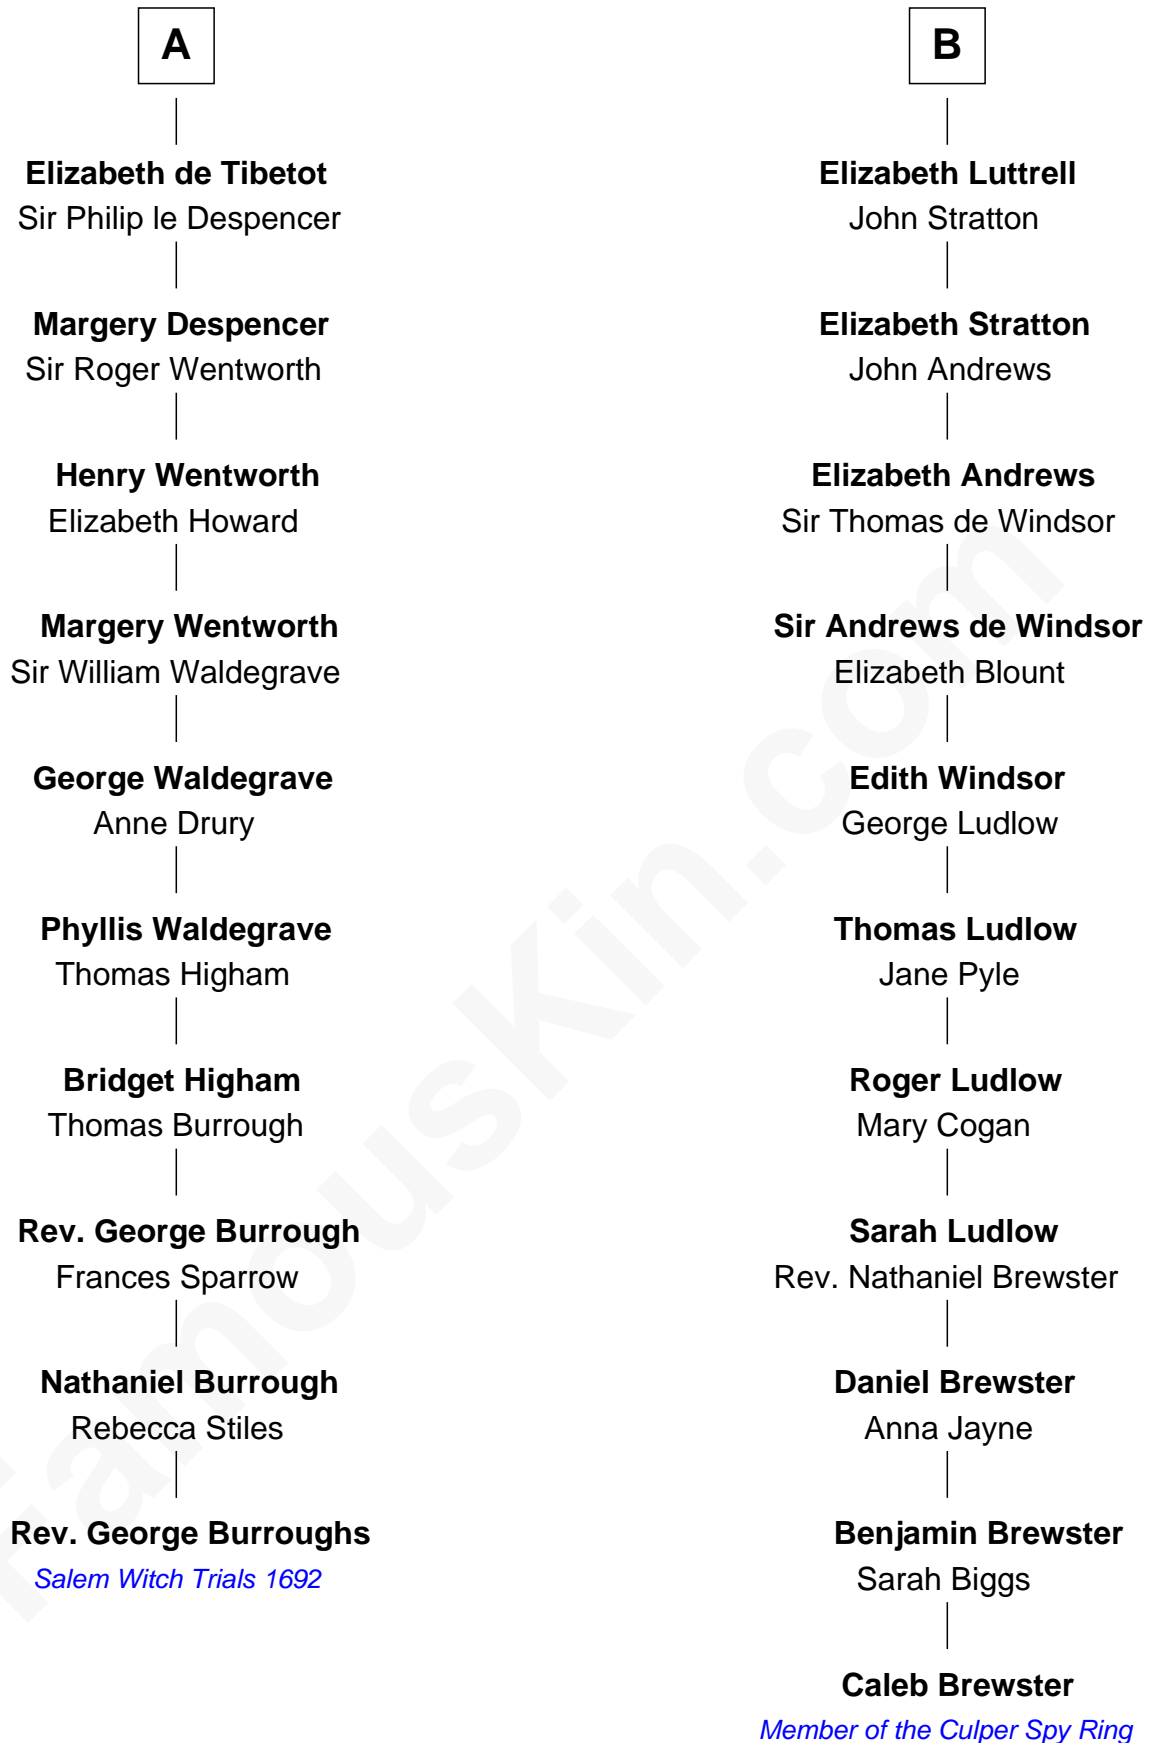 A
Elizabeth de Tibetot
Sir Philip le Despencer
Margery Despencer
Sir Roger Wentworth
Henry Wentworth
Elizabeth Howard
Margery Wentworth
Sir William Waldegrave
George Waldegrave
Anne Drury
Phyllis Waldegrave
Thomas Higham
Bridget Higham
Thomas Burrough
Rev. George Burrough
Frances Sparrow
Nathaniel Burrough
Rebecca Stiles
Rev. George Burroughs
Salem Witch Trials 1692
B
Elizabeth Luttrell
John Stratton
Elizabeth Stratton
John Andrews
Elizabeth Andrews
Sir Thomas de Windsor
Sir Andrews de Windsor
Elizabeth Blount
Edith Windsor
George Ludlow
Thomas Ludlow
Jane Pyle
Roger Ludlow
Mary Cogan
Sarah Ludlow
Rev. Nathaniel Brewster
Daniel Brewster
Anna Jayne
Benjamin Brewster
Sarah Biggs
Caleb Brewster
Member of the Culper Spy Ring
FamousKin.com